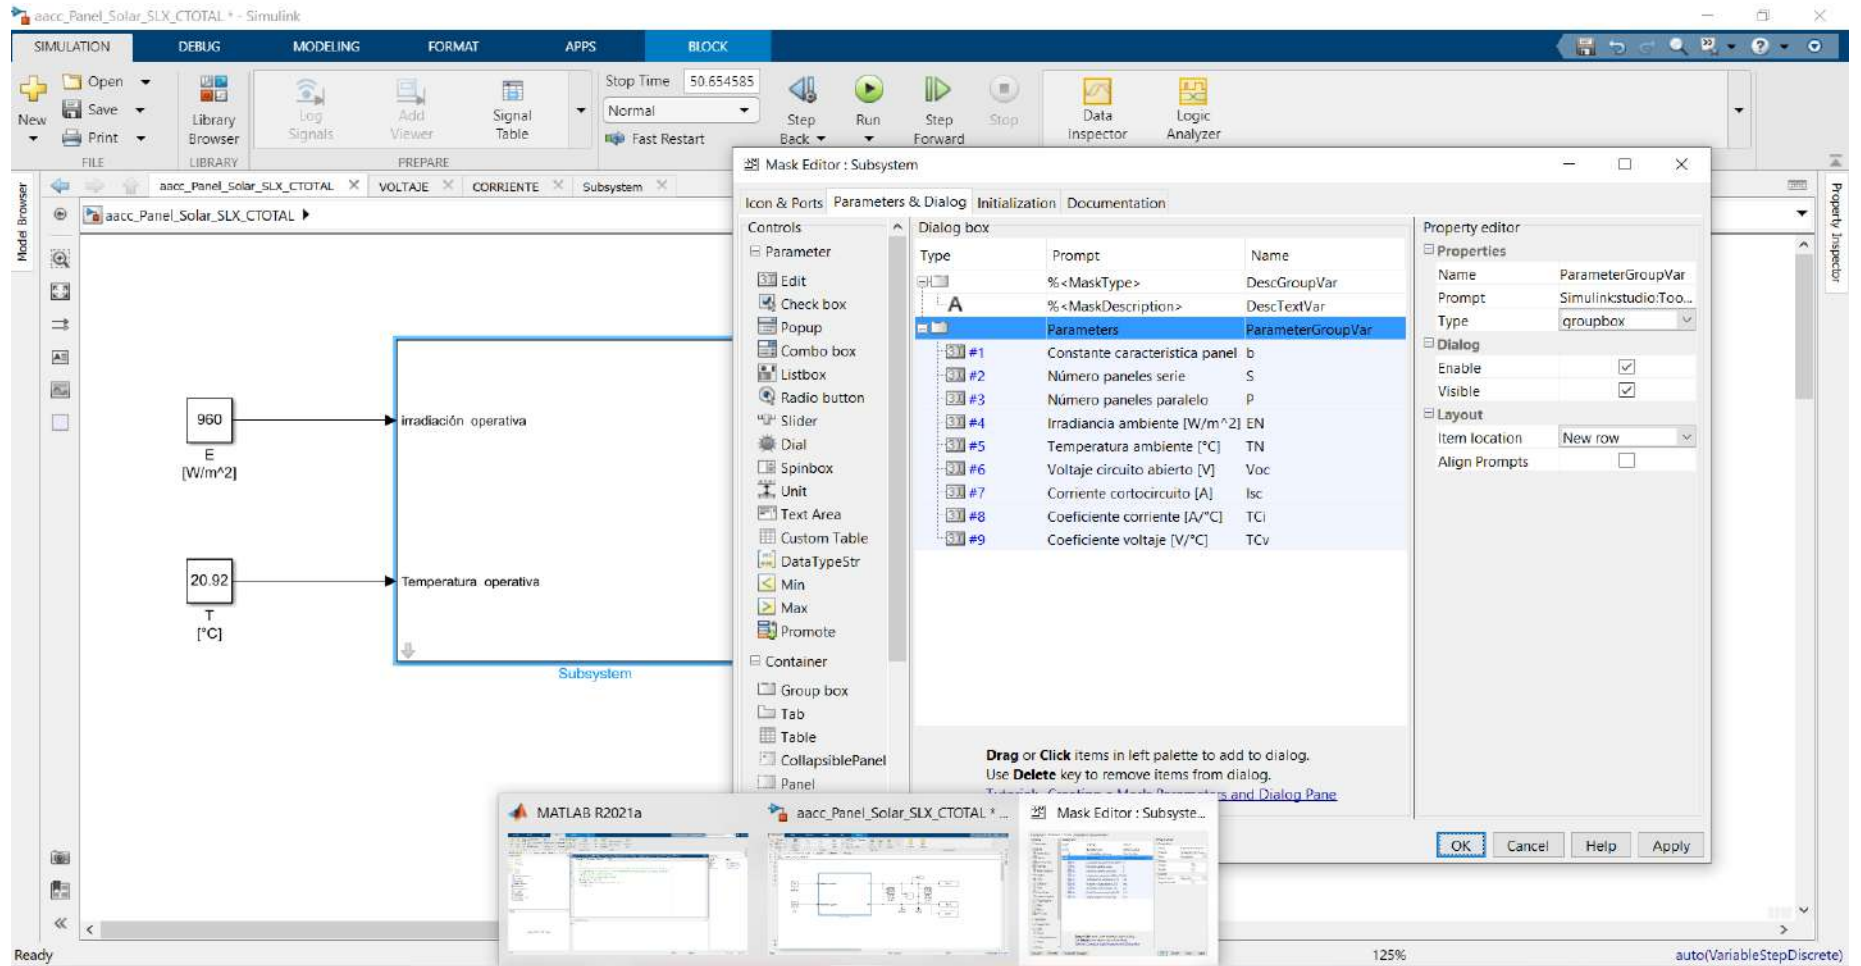 aacc_Panel_Solar_SLX_CTOTAL * - Simulink
SIMULATION DEBUG MODELING FORMAT APPS BLOCK
New
Open
Save
Print
FILE
Library Browser
LIBRARY
Log Signals
Add Viewer
Signal Table
PREPARE
Stop Time 50.654585
Normal
Fast Restart
Step Back
Run
Step Forward
Stop
Data Inspector
Logic Analyzer
Model Browser
Property Inspector
aacc_Panel_Solar_SLX_CTOTAL VOLTAJE CORRIENTE Subsystem
aacc_Panel_Solar_SLX_CTOTAL
960
E
[W/m^2]
20.92
T
[°C]
irradiación operativa
Temperatura operativa
Subsystem
Mask Editor : Subsystem
Icon & Ports Parameters & Dialog Initialization Documentation
Controls
Parameter
Edit
Check box
Popup
Combo box
Listbox
Radio button
Slider
Dial
Spinbox
Unit
Text Area
Custom Table
DataTypeStr
Min
Max
Promote
Container
Group box
Tab
Table
CollapsiblePanel
Panel
Dialog box
Type Prompt Name
%<MaskType> DescGroupVar
A %<MaskDescription> DescTextVar
Parameters ParameterGroupVar
#1 Constante caracteristica panel b
#2 Número paneles serie S
#3 Número paneles paralelo P
#4 Irradiancia ambiente [W/m^2] EN
#5 Temperatura ambiente [°C] TN
#6 Voltaje circuito abierto [V] Voc
#7 Corriente cortocircuito [A] Isc
#8 Coeficiente corriente [A/°C] TCi
#9 Coeficiente voltaje [V/°C] TCv
Drag or Click items in left palette to add to dialog.
Use Delete key to remove items from dialog.
and Dialog Pane
Property editor
Properties
Name ParameterGroupVar
Prompt Simulink:studio:Too...
Type groupbox
Dialog
Enable
Visible
Layout
Item location New row
Align Prompts
OK Cancel Help Apply
MATLAB R2021a
aacc_Panel_Solar_SLX_CTOTAL * ...
Mask Editor : Subsyste...
Ready
125%
auto(VariableStepDiscrete)